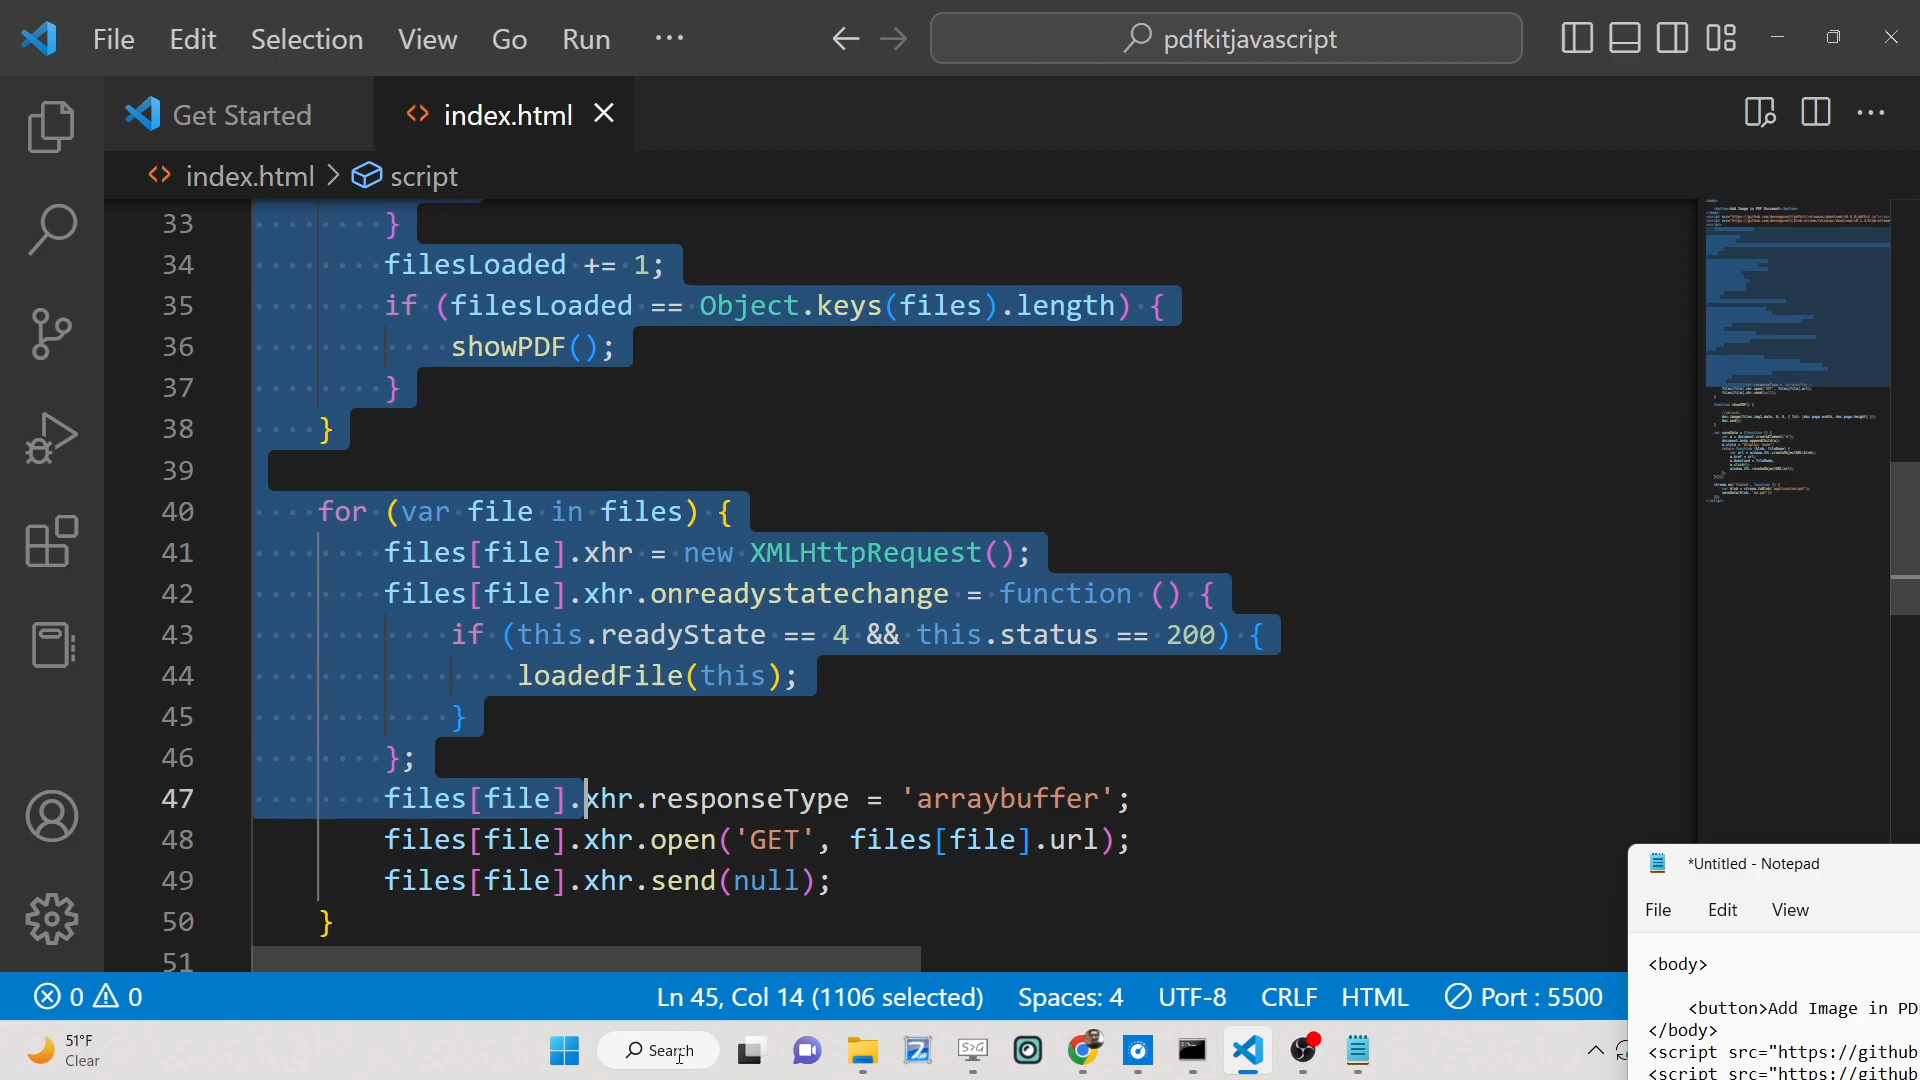 File Edit Selection View Go Run ···
pdfkitjavascript
Get Started
index.html
index.html > script
33 }
34 filesLoaded += 1;
35 if (filesLoaded == Object.keys(files).length) {
36 showPDF();
37 }
38 }
39
40 for (var file in files) {
41 files[file].xhr = new XMLHttpRequest();
42 files[file].xhr.onreadystatechange = function () {
43 if (this.readyState == 4 && this.status == 200) {
44 loadedFile(this);
45 }
46 };
47 files[file].xhr.responseType = 'arraybuffer';
48 files[file].xhr.open('GET', files[file].url);
49 files[file].xhr.send(null);
50 }
51
*Untitled - Notepad
File Edit View
<body>
<button>Add Image in PD
</body>
<script src="https://github
<script src="https://github
0 0 Ln 45, Col 14 (1106 selected) Spaces: 4 UTF-8 CRLF HTML Port : 5500
51°F
Clear
Search